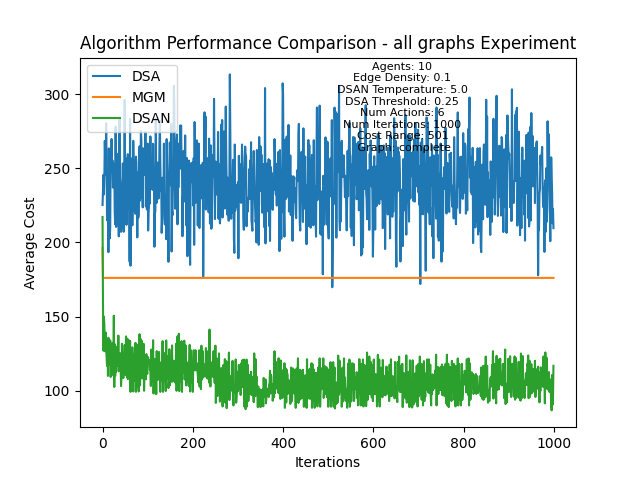 Algorithm Performance Comparison - all graphs Experiment
DSA
MGM
DSAN
Agents: 10
Edge Density: 0.1
DSAN Temperature: 5.0
DSA Threshold: 0.25
Num Actions: 6
Num Iterations: 1000
Cost Range: 501
Graph: complete
Average Cost
300
250
200
150
100
0 200 400 600 800 1000
Iterations